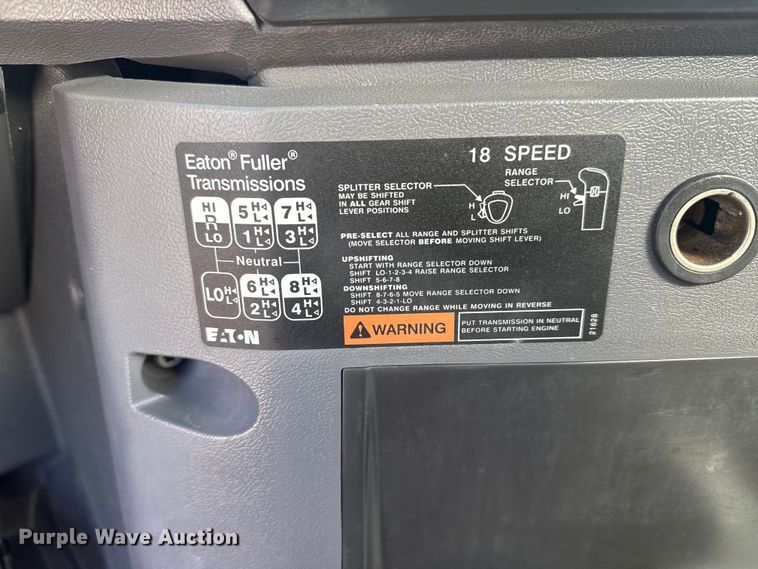 Eaton® Fuller®
Transmissions
18 SPEED
HI
R
LO
5 H L
7 H L
1 H L
3 H L
Neutral
LO H L
6 H L
8 H L
2 H L
4 H L
EATON
SPLITTER SELECTOR
MAY BE SHIFTED
IN ALL GEAR SHIFT
LEVER POSITIONS
H
L
RANGE
SELECTOR
HI
LO
PRE-SELECT ALL RANGE AND SPLITTER SHIFTS
(MOVE SELECTOR BEFORE MOVING SHIFT LEVER)
UPSHIFTING
START WITH RANGE SELECTOR DOWN
SHIFT LO-1-2-3-4 RAISE RANGE SELECTOR
SHIFT 5-6-7-8
DOWNSHIFTING
SHIFT 8-7-6-5 MOVE RANGE SELECTOR DOWN
SHIFT 4-3-2-1-LO
DO NOT CHANGE RANGE WHILE MOVING IN REVERSE
WARNING
PUT TRANSMISSION IN NEUTRAL
BEFORE STARTING ENGINE
21628
Purple Wave Auction